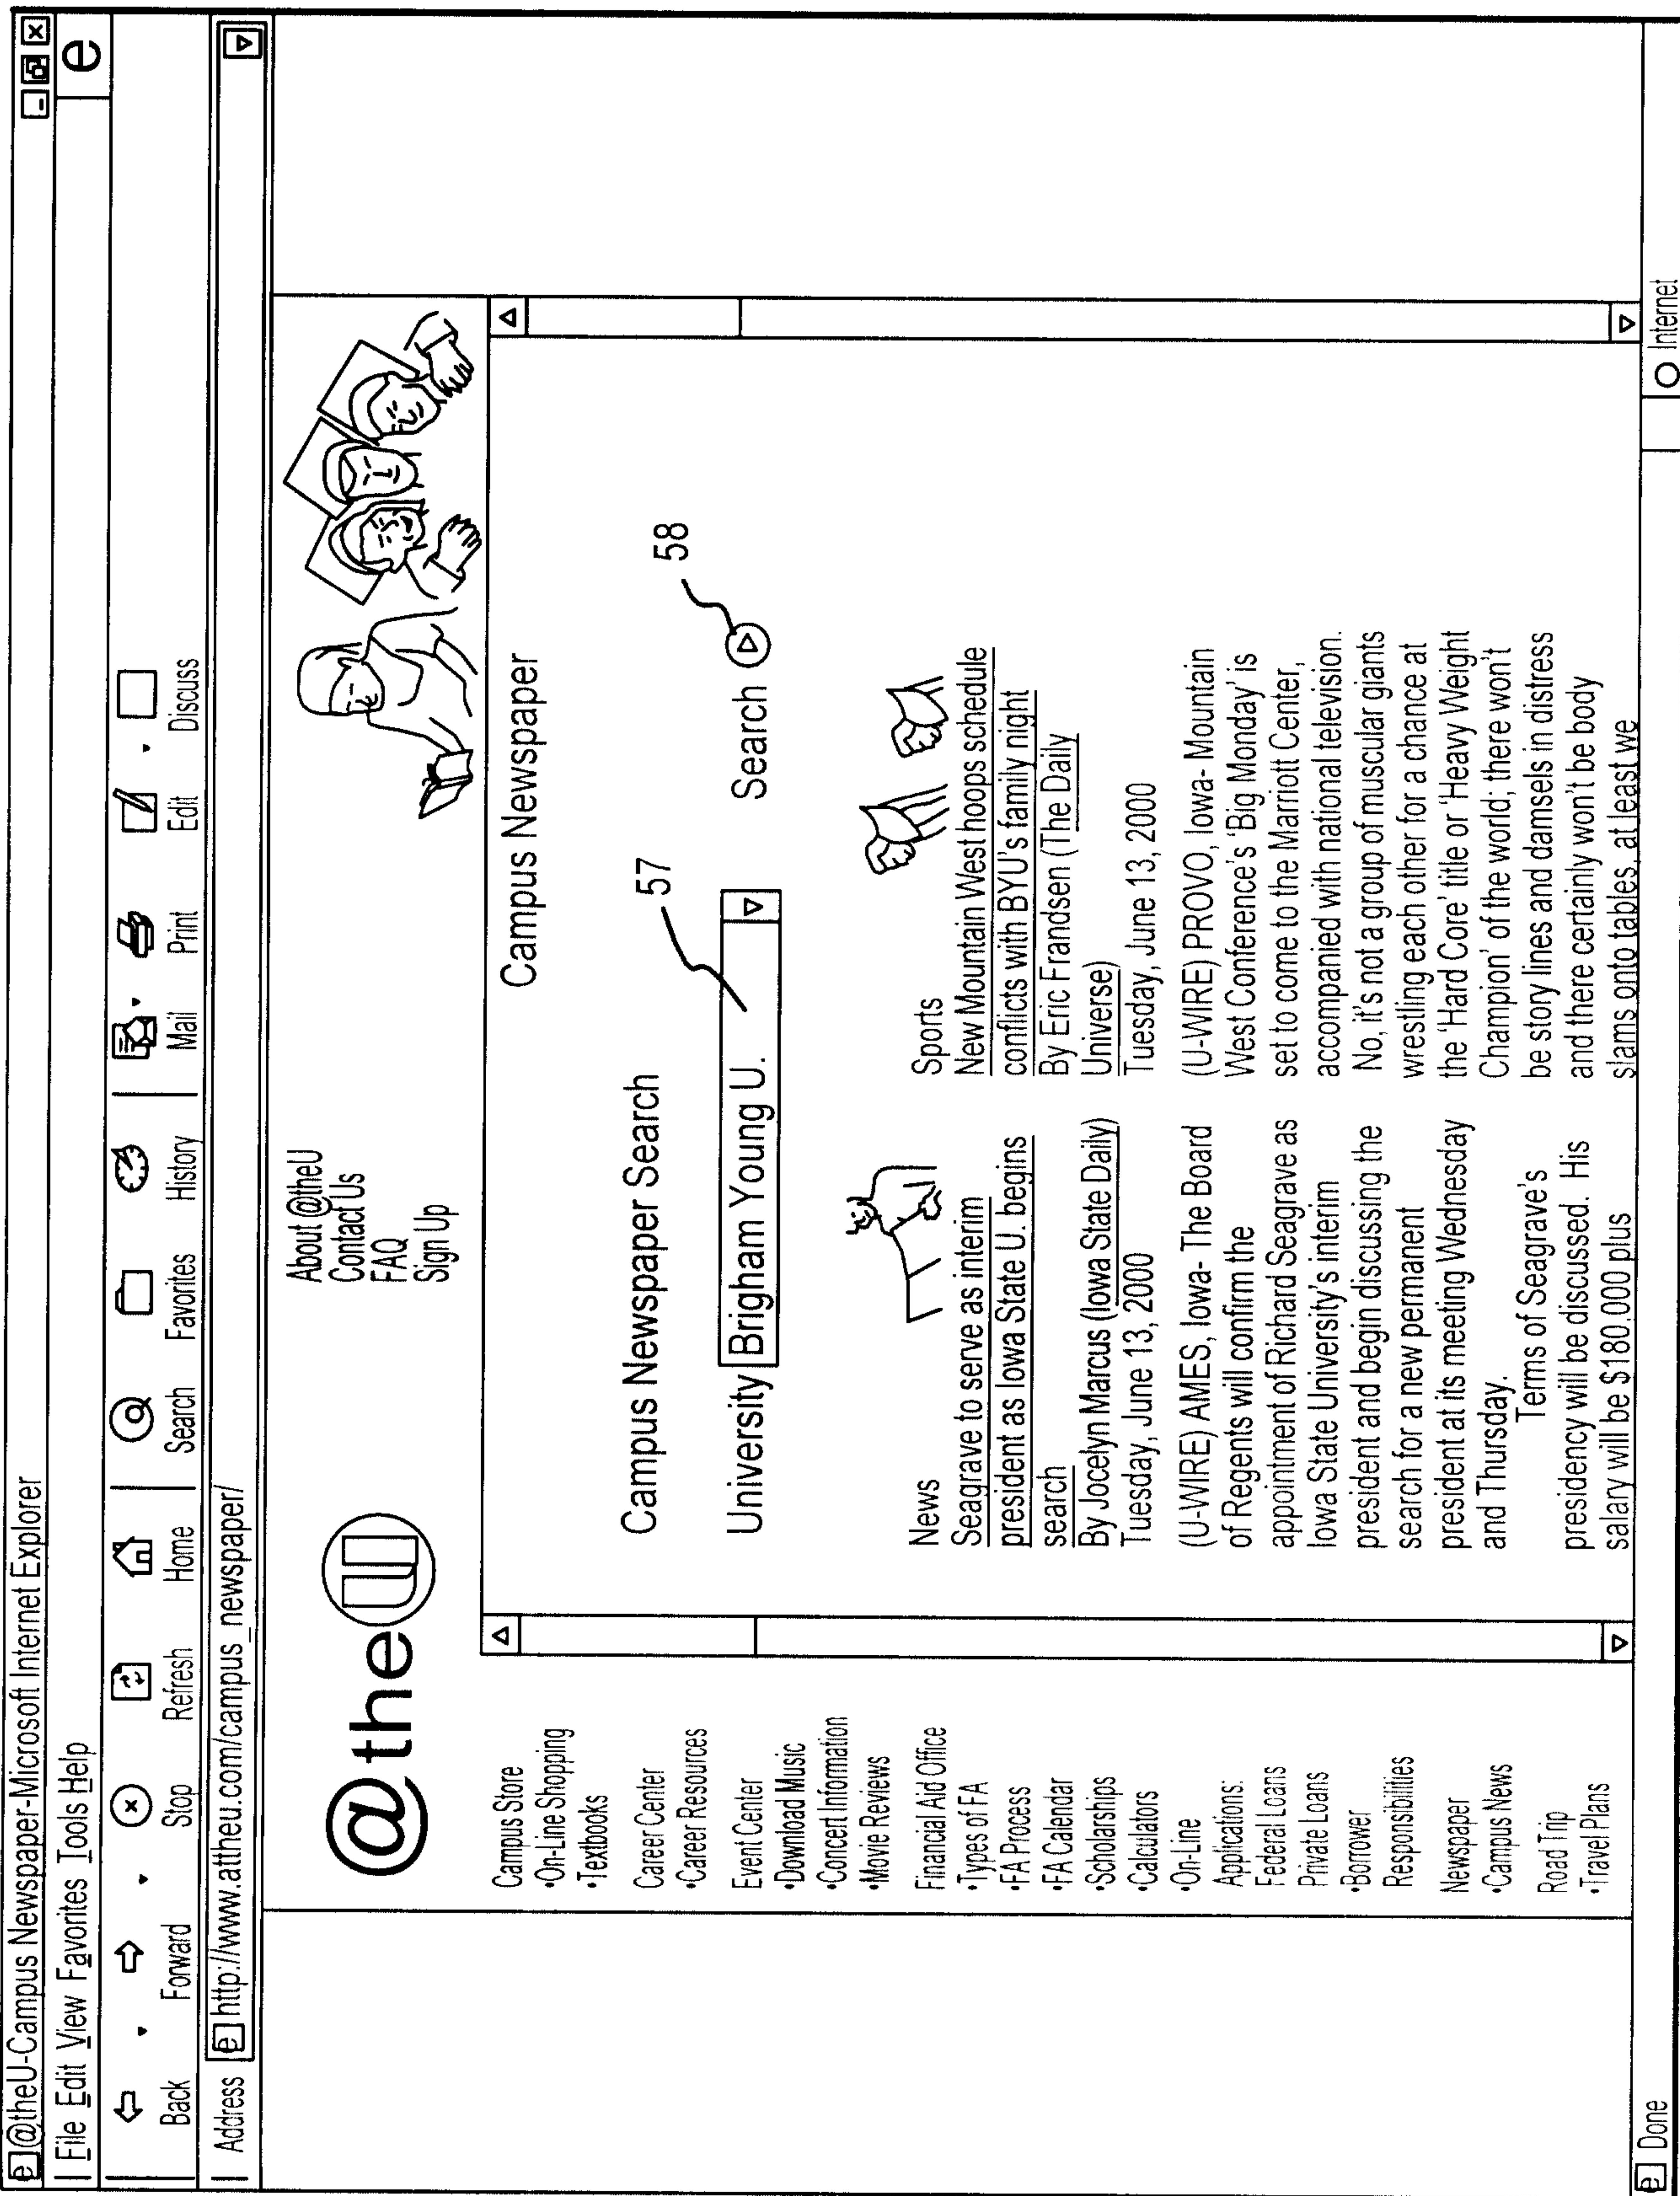 @theU-Campus Newspaper-Microsoft Internet Explorer
File Edit View Favorites Tools Help
Back Forward Stop Refresh Home Search Favorites History Mail Print Edit Discuss
Address http://www.attheu.com/campus_newspaper/
@theU
About @theU
Contact Us
FAQ
Sign Up
Campus Store
•On-Line Shopping
•Textbooks
Career Center
•Career Resources
Event Center
•Download Music
•Concert Information
•Movie Reviews
Financial Aid Office
•Types of FA
•FA Process
•FA Calendar
•Scholarships
•Calculators
•On-Line
Applications:
Federal Loans
Private Loans
•Borrower
Responsibilities
Newspaper
•Campus News
Road Trip
•Travel Plans
Campus Newspaper
Campus Newspaper Search
57
58
University Brigham Young U. Search
News
Seagrave to serve as interim
president as Iowa State U. begins
search
By Jocelyn Marcus (Iowa State Daily)
Tuesday, June 13, 2000
(U-WIRE) AMES, Iowa- The Board
of Regents will confirm the
appointment of Richard Seagrave as
Iowa State University's interim
president and begin discussing the
search for a new permanent
president at its meeting Wednesday
and Thursday.
Terms of Seagrave's
presidency will be discussed. His
salary will be $180,000 plus
Sports
New Mountain West hoops schedule
conflicts with BYU's family night
By Eric Frandsen (The Daily
Universe)
Tuesday, June 13, 2000
(U-WIRE) PROVO, Iowa- Mountain
West Conference's 'Big Monday' is
set to come to the Marriott Center,
accompanied with national television.
No, it's not a group of muscular giants
wrestling each other for a chance at
the 'Hard Core' title or 'Heavy Weight
Champion' of the world; there won't
be story lines and damsels in distress
and there certainly won't be body
slams onto tables, at least we
Done
Internet